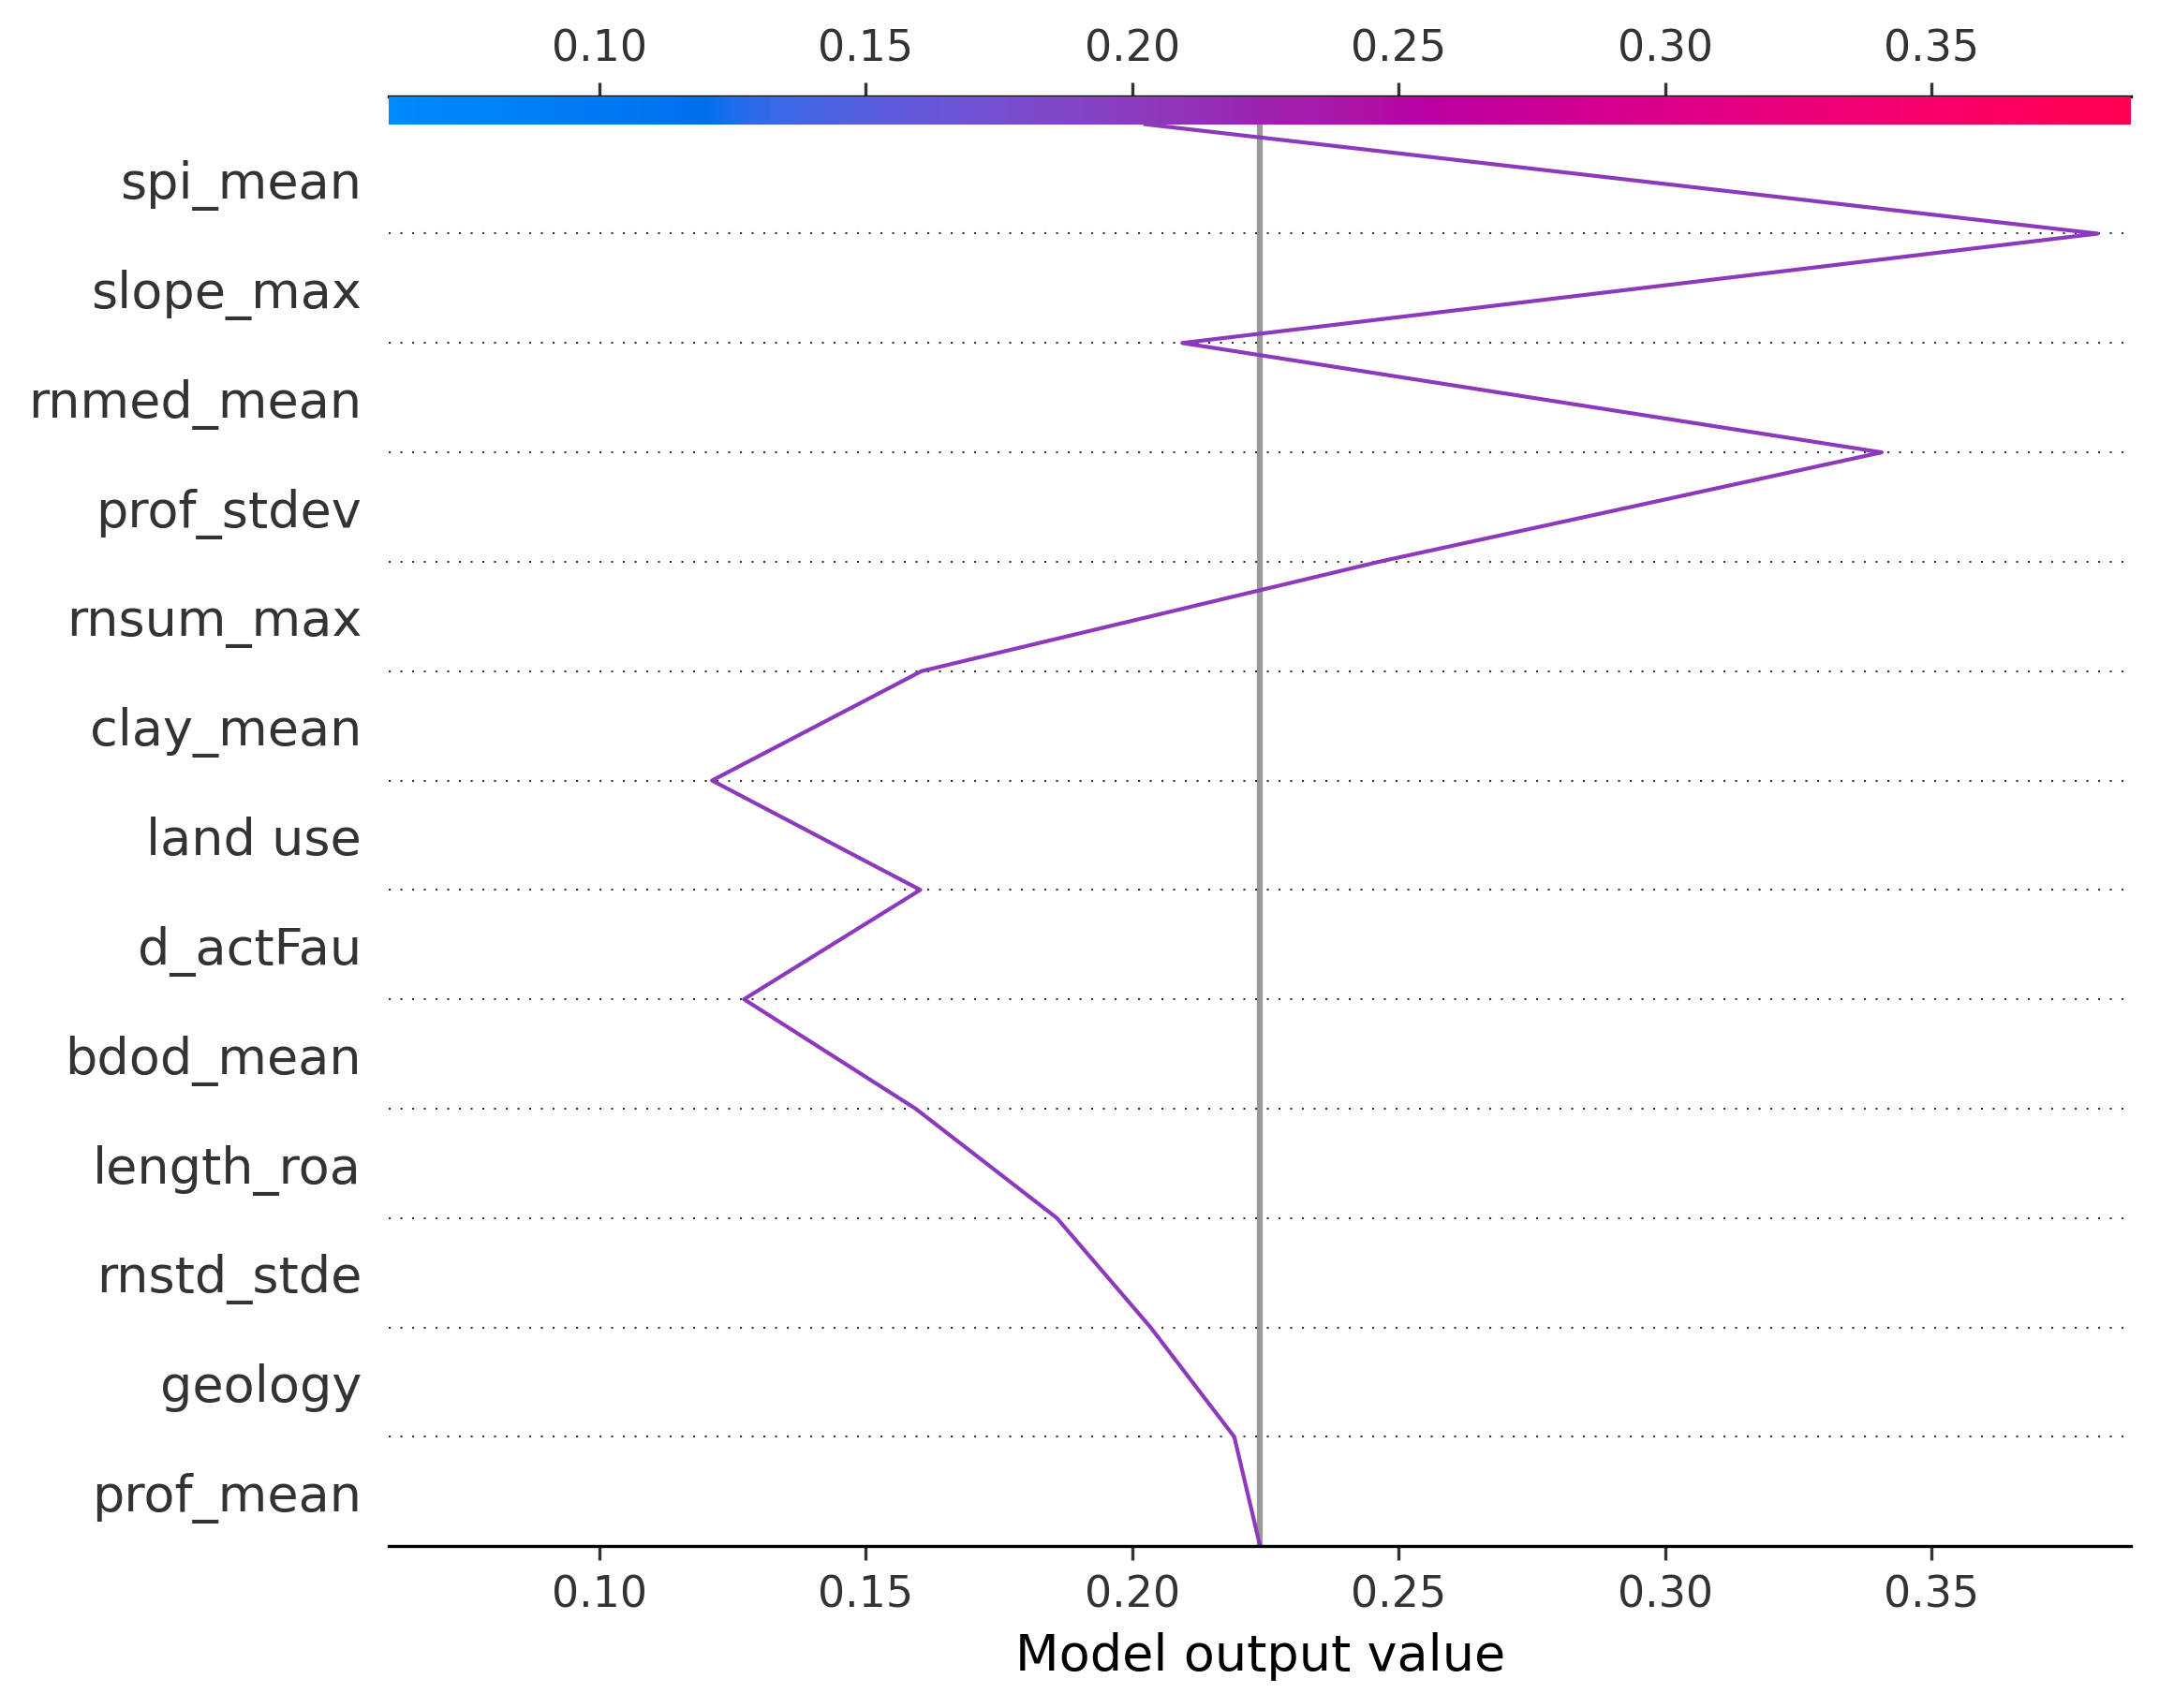 0.10 0.15 0.20 0.25 0.30 0.35
spi_mean
slope_max
rnmed_mean
prof_stdev
rnsum_max
clay_mean
land use
d_actFau
bdod_mean
length_roa
rnstd_stde
geology
prof_mean
0.10 0.15 0.20 0.25 0.30 0.35
Model output value